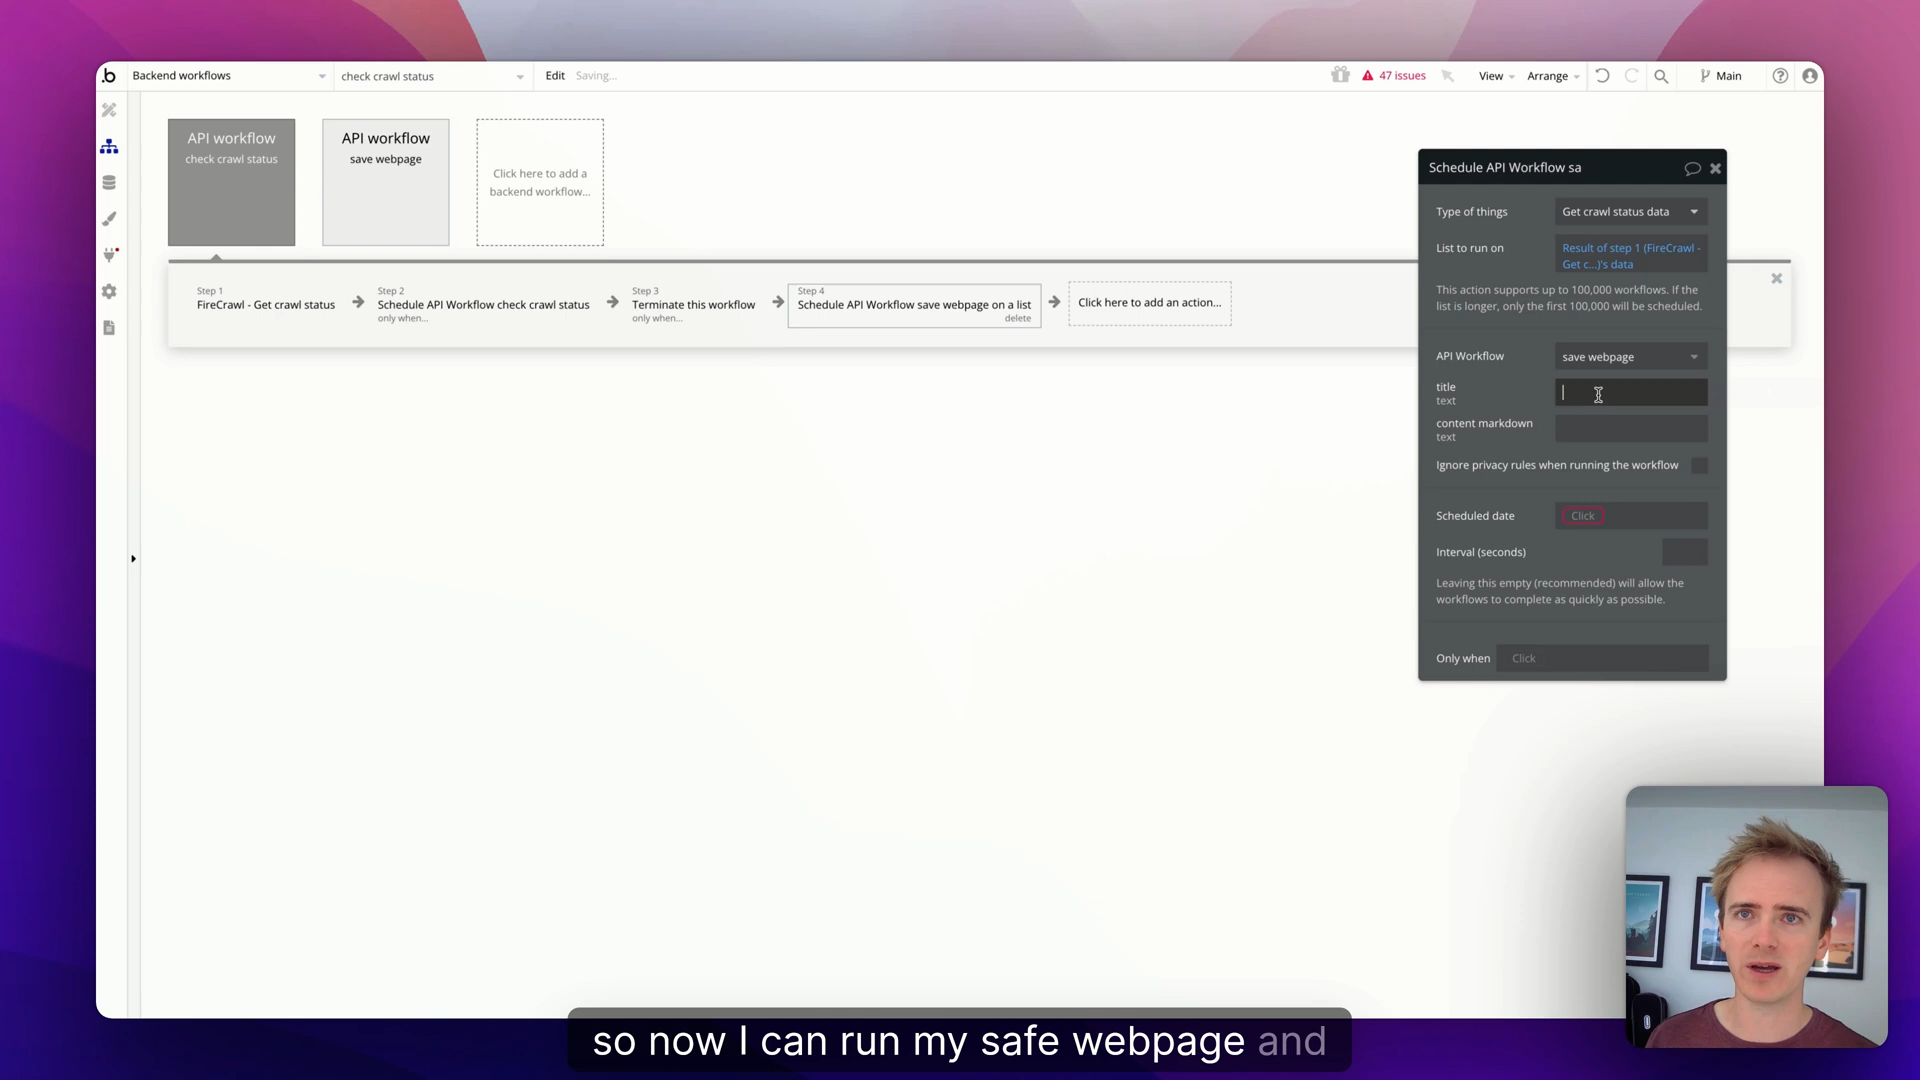 .b
Backend workflows
check crawl status
Edit
Saving...
47 issues
View
Arrange
Main
API workflow
check crawl status
API workflow
save webpage
Click here to add a
backend workflow...
Step 1
FireCrawl - Get crawl status
Step 2
Schedule API Workflow check crawl status
only when...
Step 3
Terminate this workflow
only when...
Step 4
Schedule API Workflow save webpage on a list
delete
Click here to add an action...
Schedule API Workflow sa
Type of things
Get crawl status data
List to run on
Result of step 1 (FireCrawl -
Get c...)'s data
This action supports up to 100,000 workflows. If the
list is longer, only the first 100,000 will be scheduled.
API Workflow
save webpage
title
text
content markdown
text
Ignore privacy rules when running the workflow
Scheduled date
Click
Interval (seconds)
Leaving this empty (recommended) will allow the
workflows to complete as quickly as possible.
Only when
Click
so now I can run my safe webpage and